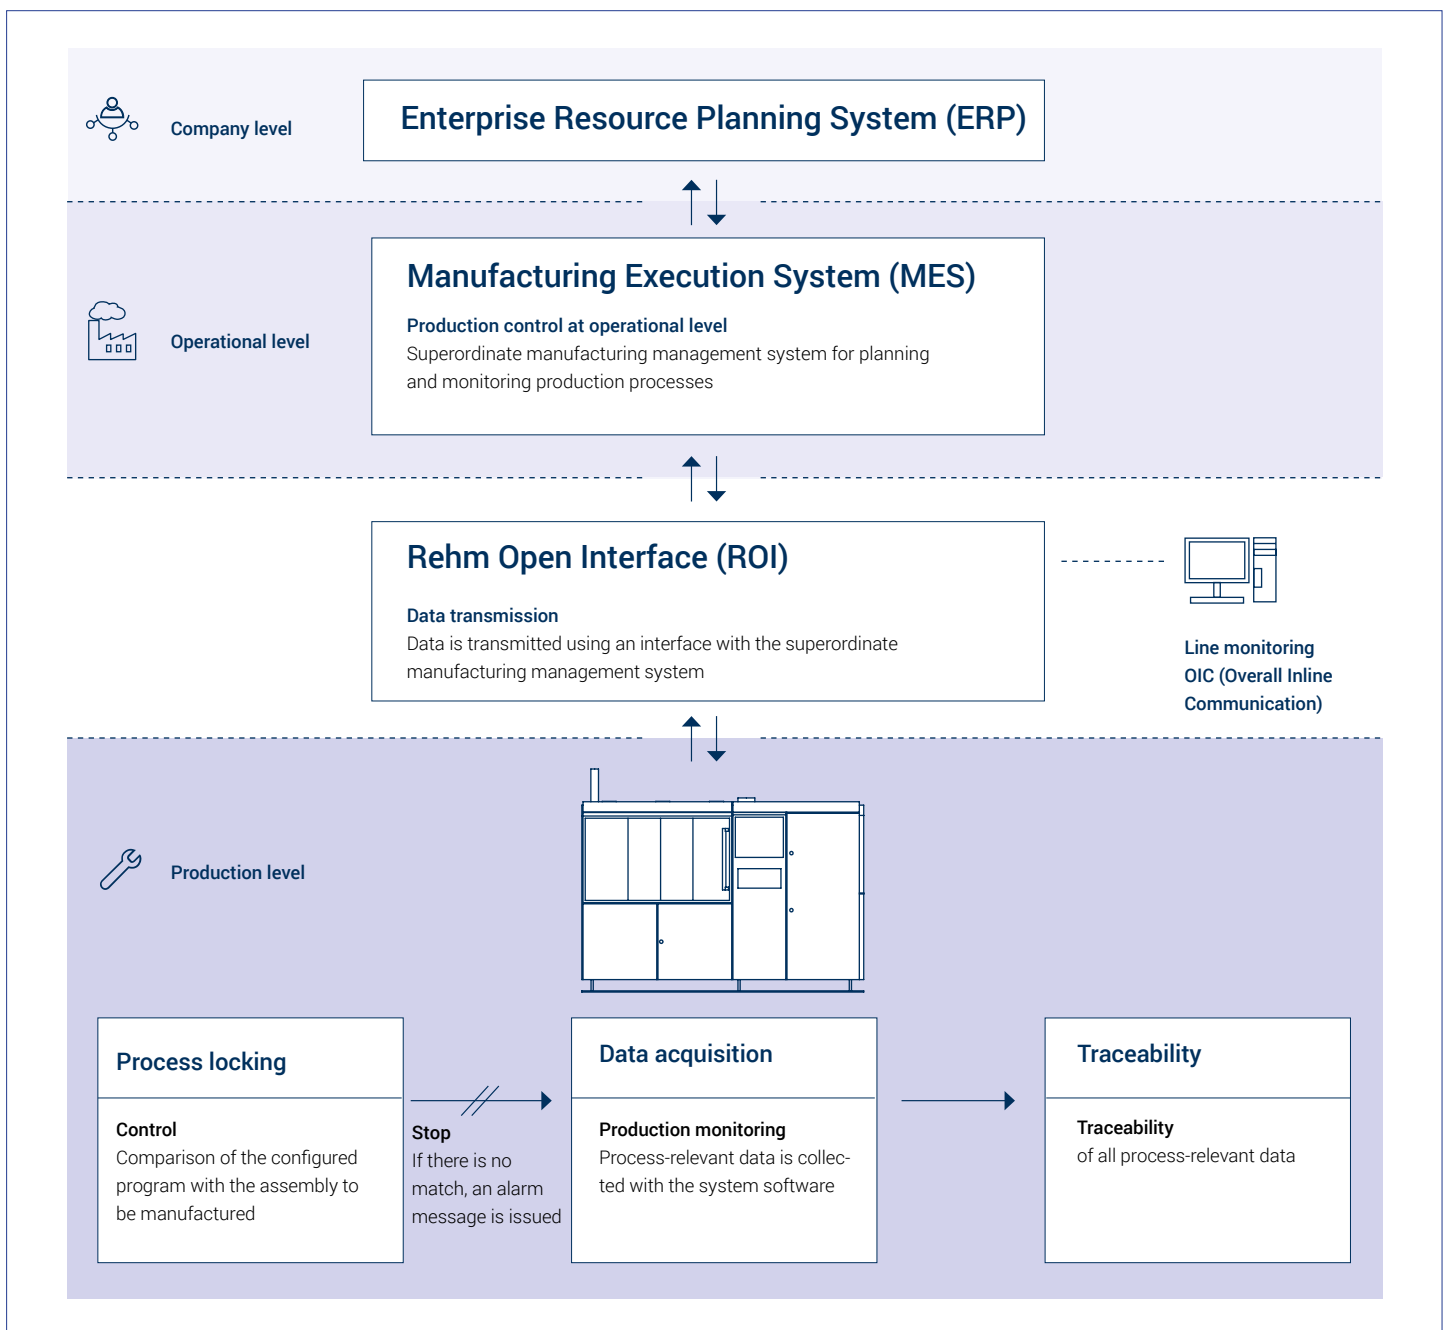 Company level
Enterprise Resource Planning System (ERP)
Operational level
Manufacturing Execution System (MES)
Production control at operational level
Superordinate manufacturing management system for planning
and monitoring production processes
Rehm Open Interface (ROI)
Data transmission
Data is transmitted using an interface with the superordinate
manufacturing management system
Line monitoring
OIC (Overall Inline
Communication)
Production level
Process locking
Control
Comparison of the configured
program with the assembly to
be manufactured
Stop
If there is no
match, an alarm
message is issued
Data acquisition
Production monitoring
Process-relevant data is collec-
ted with the system software
Traceability
Traceability
of all process-relevant data